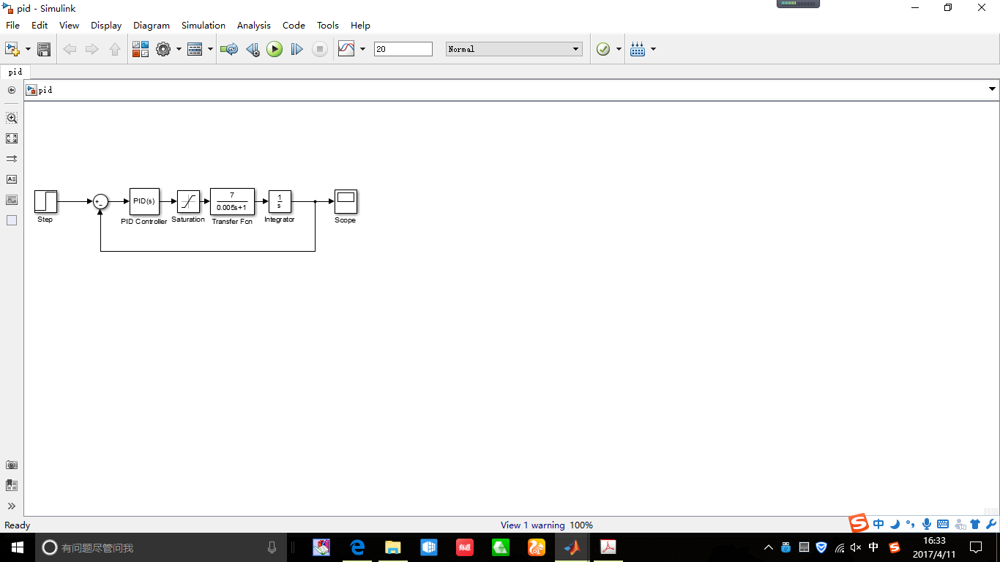 pid - Simulink
File Edit View Display Diagram Simulation Analysis Code Tools Help
20 Normal
pid
pid
+
-
PID(s)
7
0.005s+1
1
s
Step
PID Controller
Saturation
Transfer Fcn
Integrator
Scope
Ready View 1 warning 100%
中
有问题尽管问我
中
16:33
2017/4/11